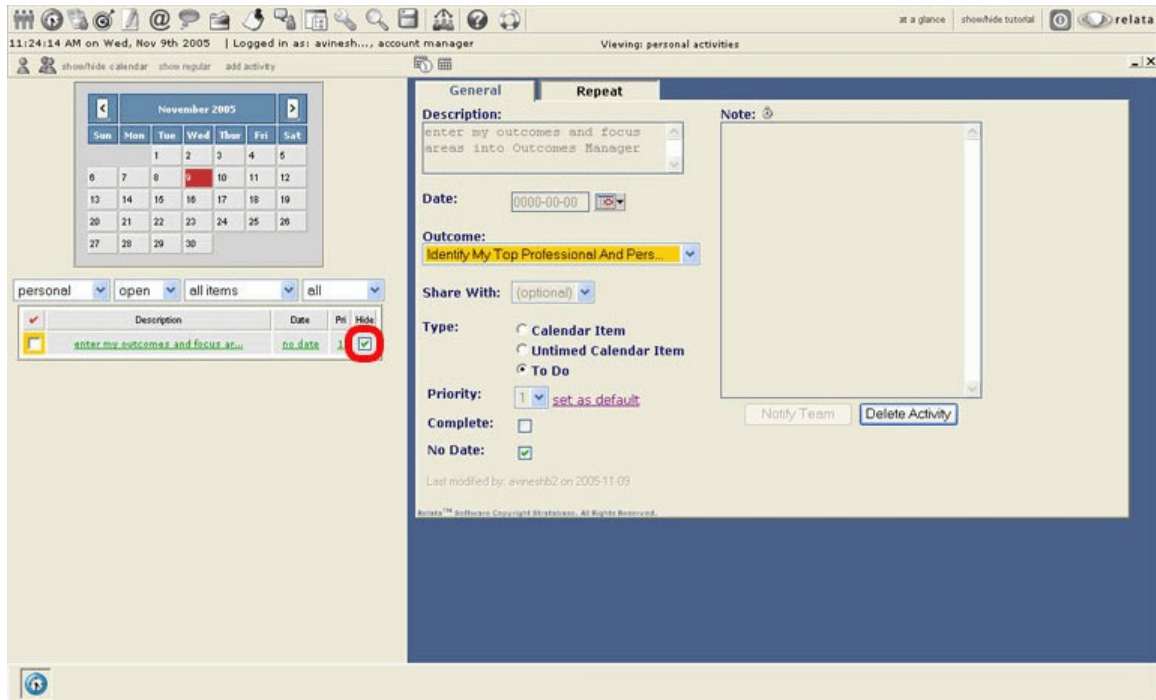 at a glance show/hide tutorial relata
11:24:14 AM on Wed, Nov 9th 2005 | Logged in as: avinesh..., account manager Viewing: personal activities
show/hide calendar show regular add activity
November 2005
Sun Mon Tue Wed Thur Fri Sat
1 2 3 4 5
6 7 8 9 10 11 12
13 14 15 16 17 18 19
20 21 22 23 24 25 26
27 28 29 30
personal open all items all
Description Date Pri Hide
enter my outcomes and focus ar... no date 1
General Repeat
Description:
enter my outcomes and focus
areas into Outcomes Manager
Date: 0000-00-00
Outcome:
Identify My Top Professional And Pers...
Share With: (optional)
Type: Calendar Item
Untimed Calendar Item
To Do
Priority: 1 set as default
Complete:
No Date:
Last modified by: avineshb2 on 2005-11-09
Relata™ Software Copyright Stratabase. All Rights Reserved.
Note:
Notify Team Delete Activity